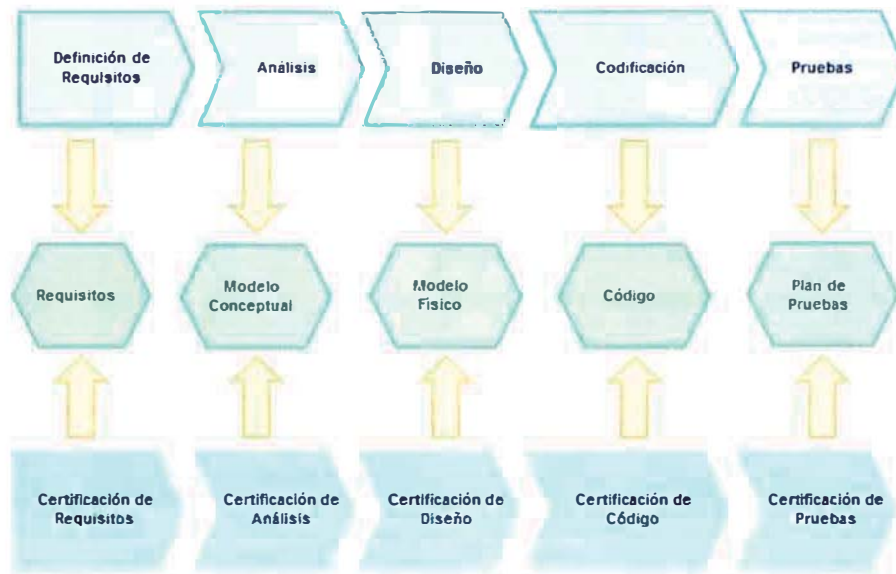 Definición de
Requisitos
Análisis
Diseño
Codificación
Pruebas
Requisitos
Modelo
Conceptual
Modelo
Físico
Código
Plan de
Pruebas
Certificación de
Requisitos
Certificación de
Análisis
Certificación de
Diseño
Certificación de
Código
Certificación de
Pruebas